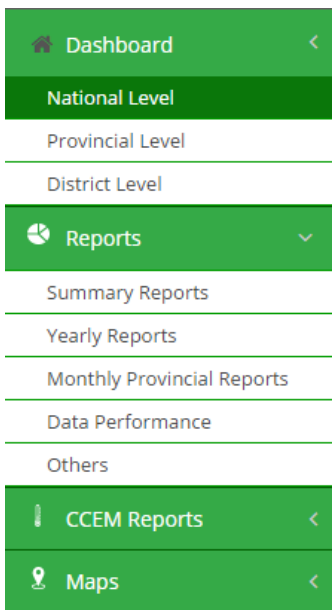 Dashboard
National Level
Provincial Level
District Level
Reports
Summary Reports
Yearly Reports
Monthly Provincial Reports
Data Performance
Others
CCEM Reports
Maps